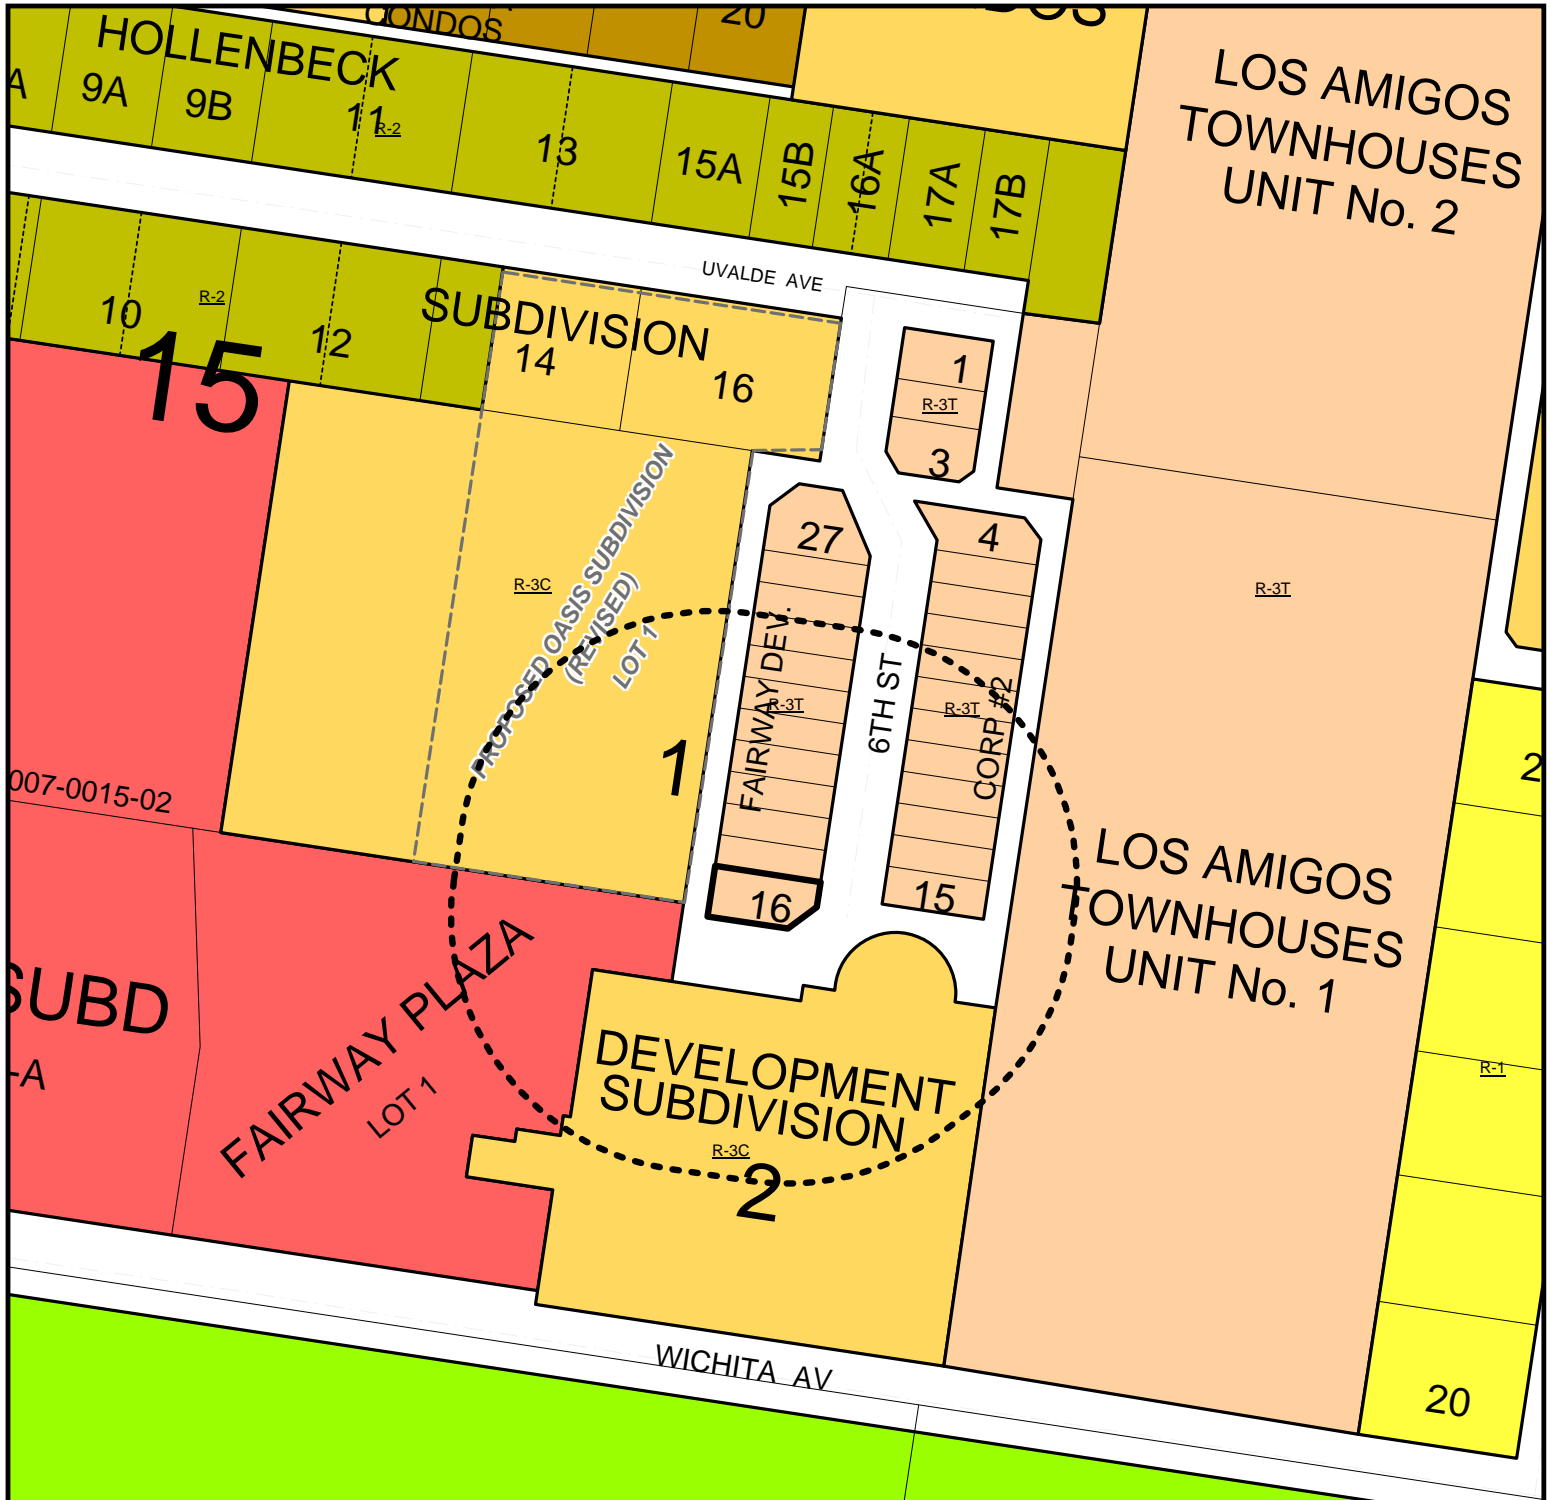 CONDOS
20
HOLLENBECK
A
9A
9B
11
R-2
13
15A
15B
16A
17A
17B
LOS AMIGOS
TOWNHOUSES
UNIT No. 2
UVALDE AVE
10
R-2
12
SUBDIVISION
14
16
15
1
R-3T
3
PROPOSED OASIS SUBDIVISION
(REVISED)
LOT 1
R-3C
27
4
R-3T
FAIRWAY DEV.
R-3T
6TH ST
R-3T
CORP #2
1
007-0015-02
2
16
15
LOS AMIGOS
TOWNHOUSES
UNIT No. 1
SUBD
-A
FAIRWAY PLAZA
LOT 1
DEVELOPMENT
SUBDIVISION
R-3C
2
R-1
WICHITA AV
20